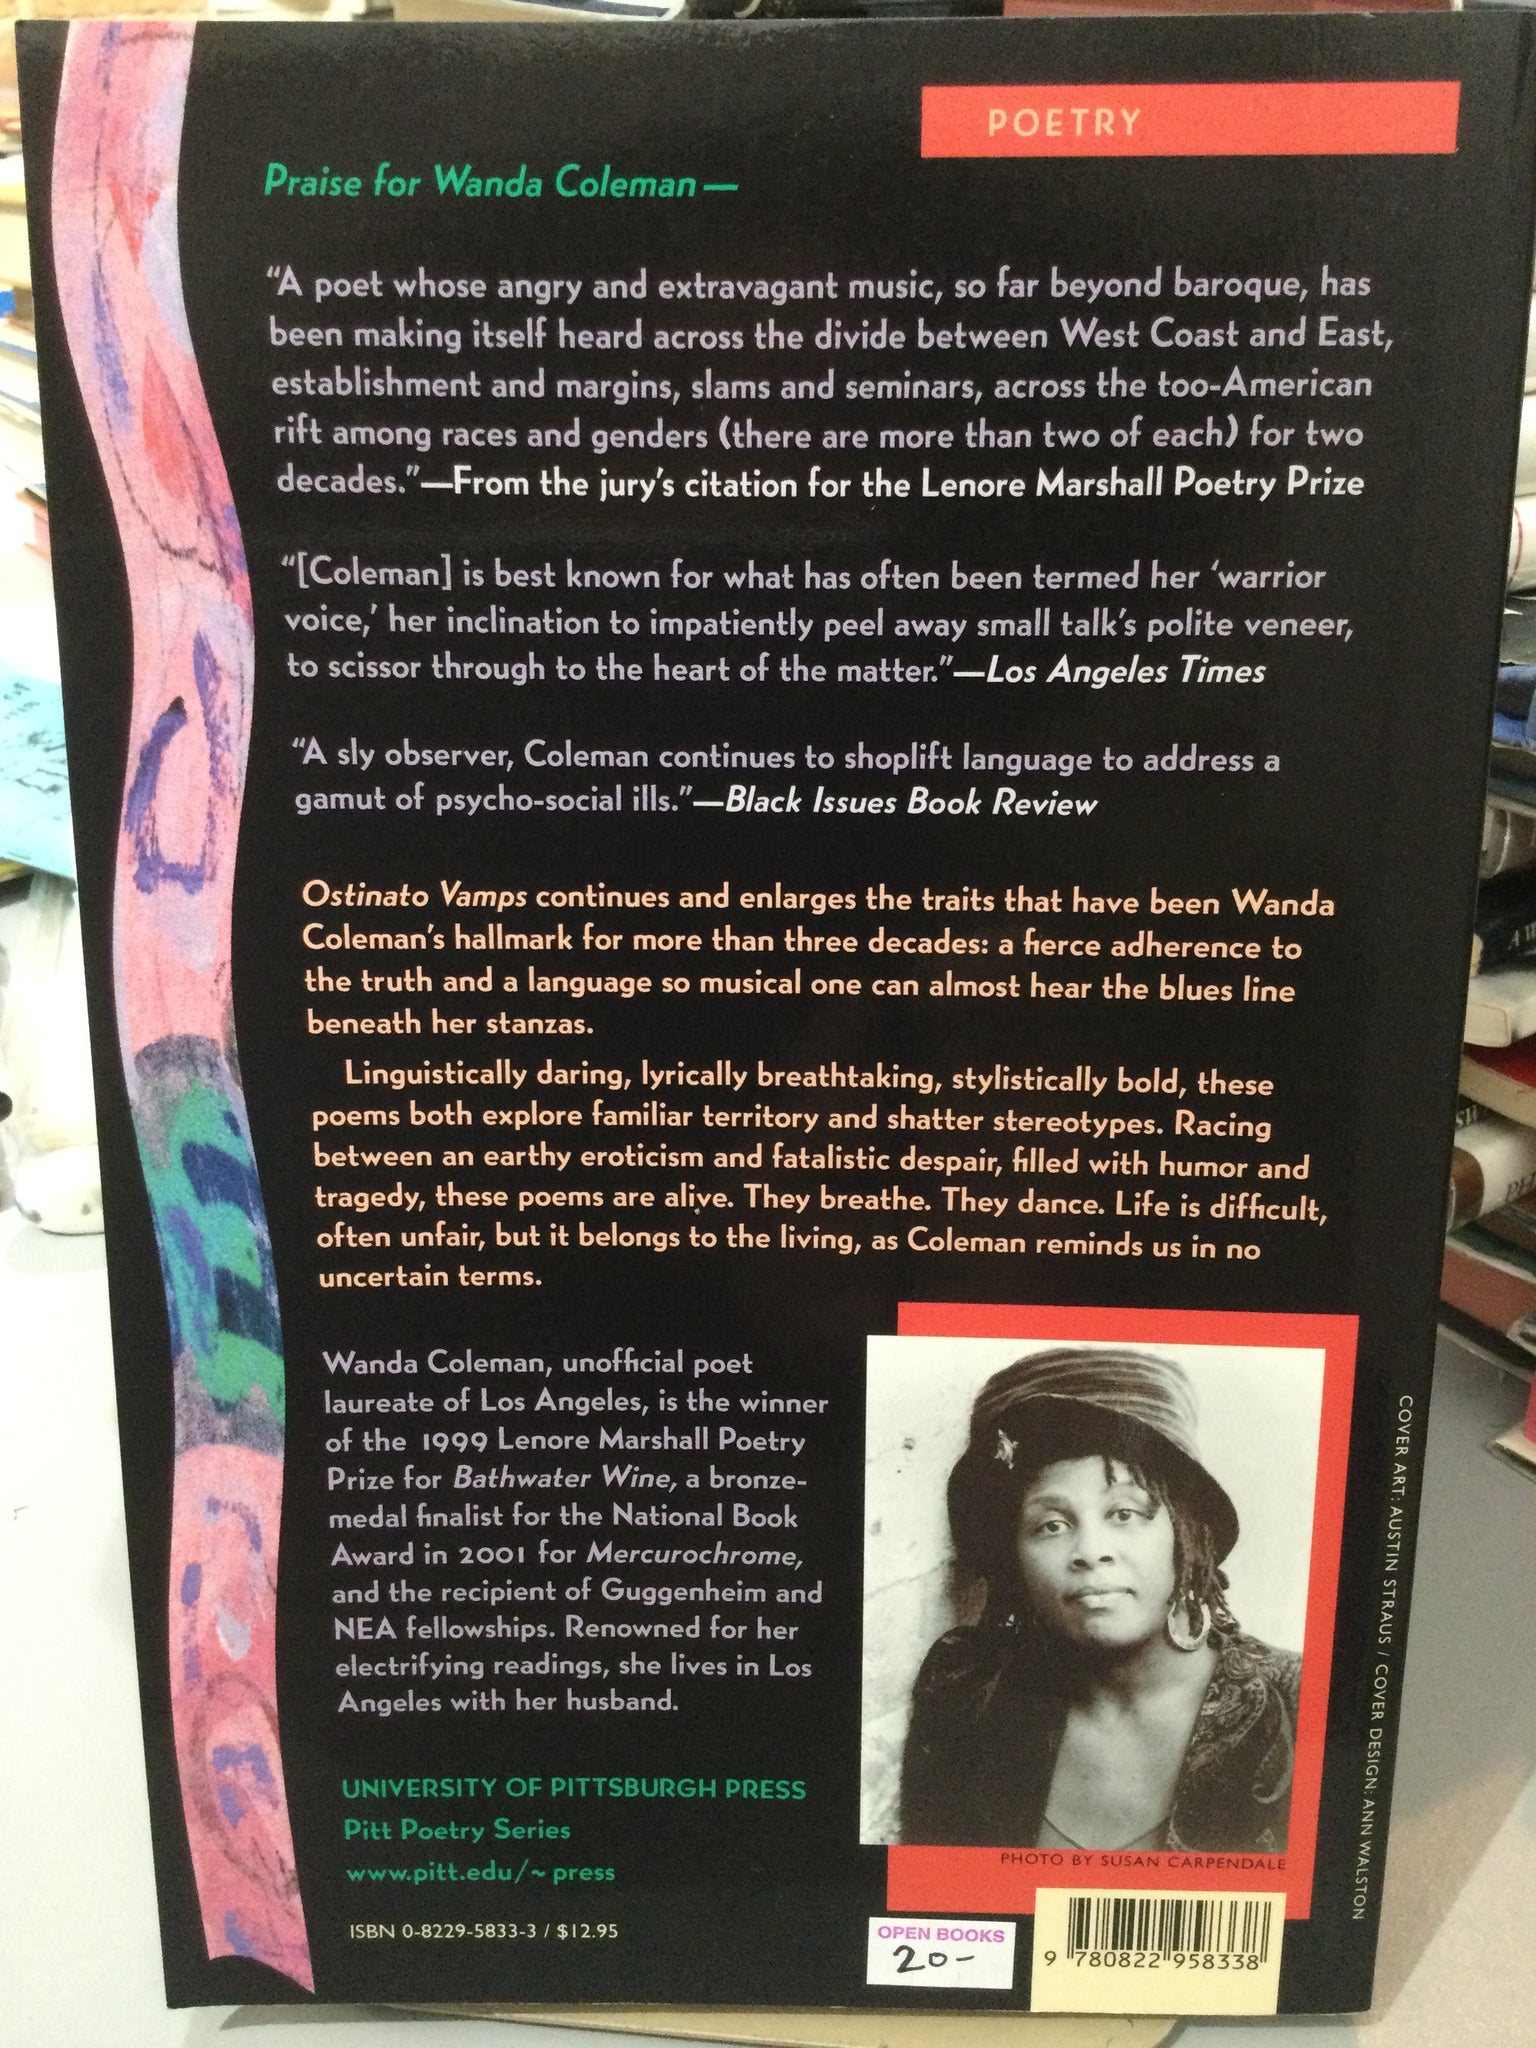 POETRY
Praise for Wanda Coleman—
“A poet whose angry and extravagant music, so far beyond baroque, has
been making itself heard across the divide between West Coast and East,
establishment and margins, slams and seminars, across the too-American
rift among races and genders (there are more than two of each) for two
decades.”—From the jury’s citation for the Lenore Marshall Poetry Prize
“[Coleman] is best known for what has often been termed her ‘warrior
voice,’ her inclination to impatiently peel away small talk’s polite veneer,
to scissor through to the heart of the matter.”—Los Angeles Times
“A sly observer, Coleman continues to shoplift language to address a
gamut of psycho-social ills.”—Black Issues Book Review
Ostinato Vamps continues and enlarges the traits that have been Wanda
Coleman’s hallmark for more than three decades: a fierce adherence to
the truth and a language so musical one can almost hear the blues line
beneath her stanzas.
Linguistically daring, lyrically breathtaking, stylistically bold, these
poems both explore familiar territory and shatter stereotypes. Racing
between an earthy eroticism and fatalistic despair, filled with humor and
tragedy, these poems are alive. They breathe. They dance. Life is difficult,
often unfair, but it belongs to the living, as Coleman reminds us in no
uncertain terms.
Wanda Coleman, unofficial poet
laureate of Los Angeles, is the winner
of the 1999 Lenore Marshall Poetry
Prize for Bathwater Wine, a bronze-
medal finalist for the National Book
Award in 2001 for Mercurochrome,
and the recipient of Guggenheim and
NEA fellowships. Renowned for her
electrifying readings, she lives in Los
Angeles with her husband.
UNIVERSITY OF PITTSBURGH PRESS
Pitt Poetry Series
www.pitt.edu/~press
ISBN 0-8229-5833-3 / $12.95
PHOTO BY SUSAN CARPENDALE
COVER ART: AUSTIN STRAUS / COVER DESIGN: ANN WALSTON
OPEN BOOKS
20-
9 780822 958338